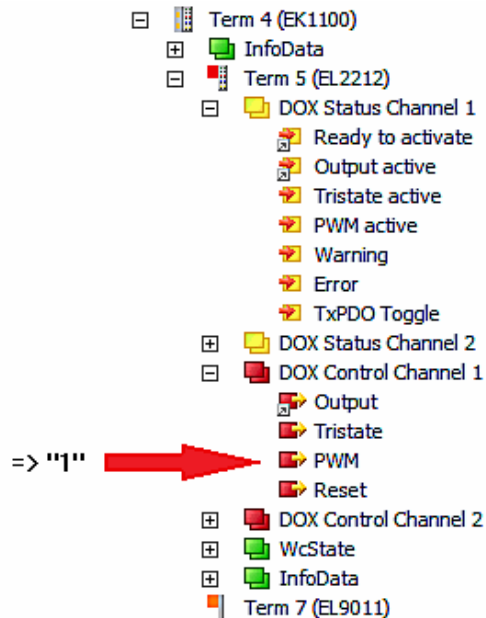 Term 4 (EK1100)
InfoData
Term 5 (EL2212)
DOX Status Channel 1
Ready to activate
Output active
Tristate active
PWM active
Warning
Error
TxPDO Toggle
DOX Status Channel 2
DOX Control Channel 1
Output
Tristate
=> "1" PWM
Reset
DOX Control Channel 2
WcState
InfoData
Term 7 (EL9011)